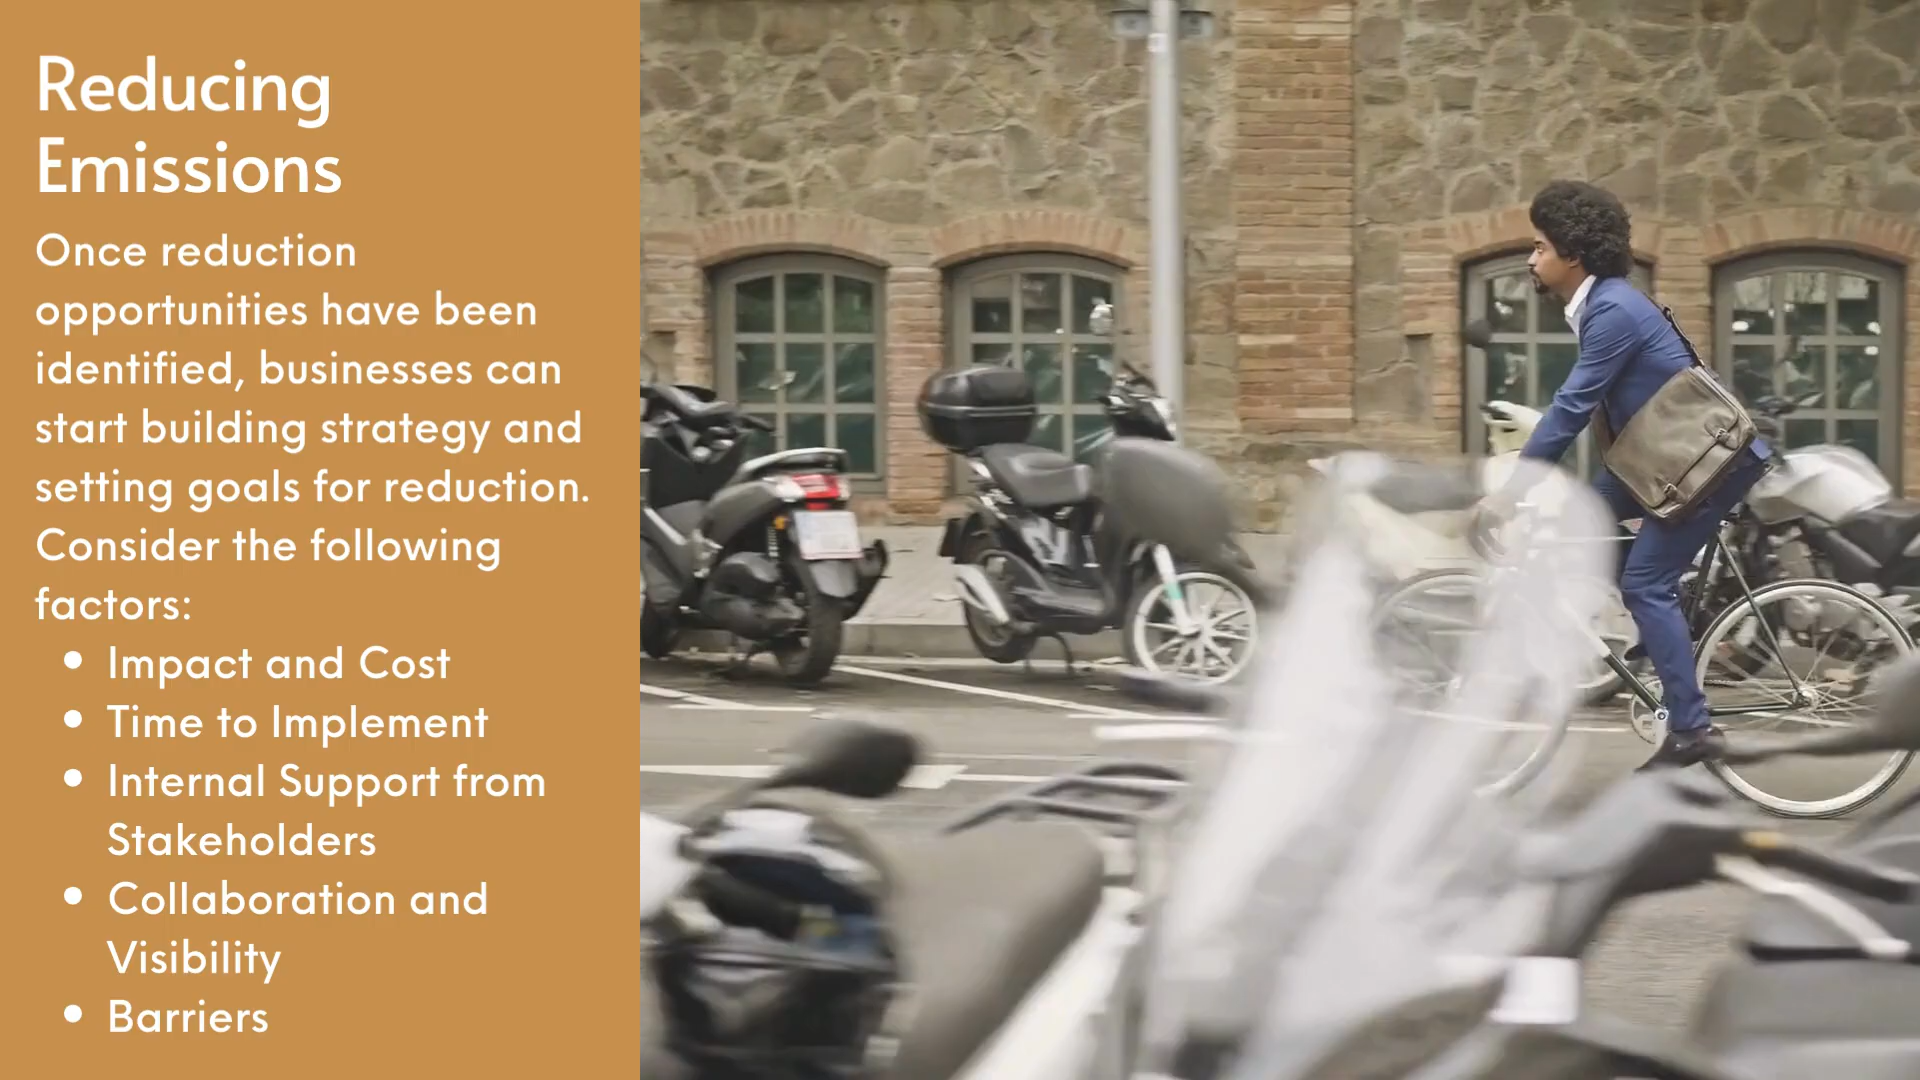 Reducing
Emissions
Once reduction
opportunities have been
identified, businesses can
start building strategy and
setting goals for reduction.
Consider the following
factors:
• Impact and Cost
• Time to Implement
• Internal Support from
Stakeholders
• Collaboration and
Visibility
• Barriers